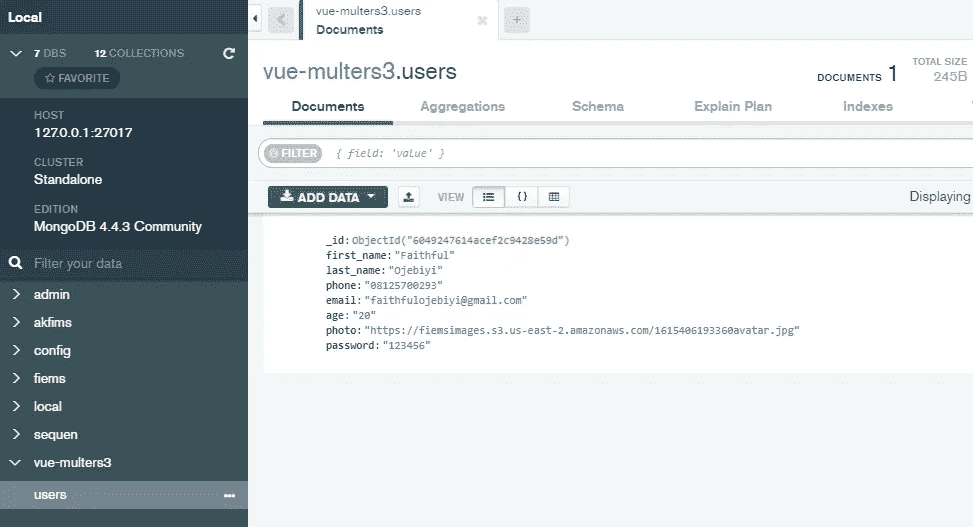 Local
7 DBS 12 COLLECTIONS
FAVORITE
HOST
127.0.0.1:27017
CLUSTER
Standalone
EDITION
MongoDB 4.4.3 Community
Filter your data
admin
akfims
config
fiems
local
sequen
vue-multers3
users
vue-multers3.users
Documents
vue-multers3.users
DOCUMENTS 1
TOTAL SIZE
245B
Documents Aggregations Schema Explain Plan Indexes
FILTER { field: 'value' }
ADD DATA VIEW { } Displaying
_id: ObjectId("6049247614acef2c9428e59d")
first_name: "Faithful"
last_name: "Ojebiyi"
phone: "08125700293"
email: "faithfulojebiyi@gmail.com"
age: "20"
photo: "https://fiemsimages.s3.us-east-2.amazonaws.com/1615406193360avatar.jpg"
password: "123456"